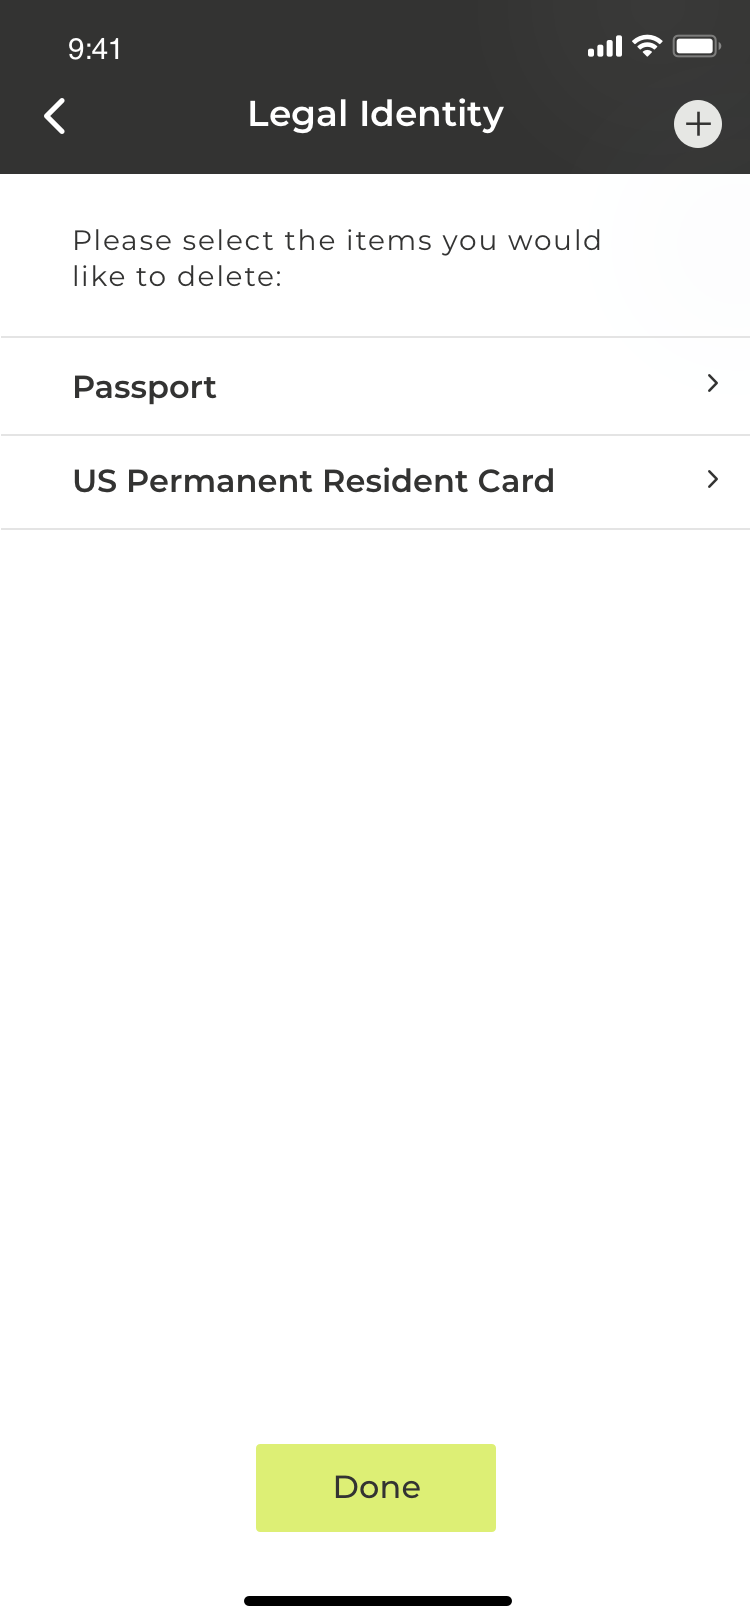 9:41
Legal Identity
Please select the items you would
like to delete:
Passport
US Permanent Resident Card
Done